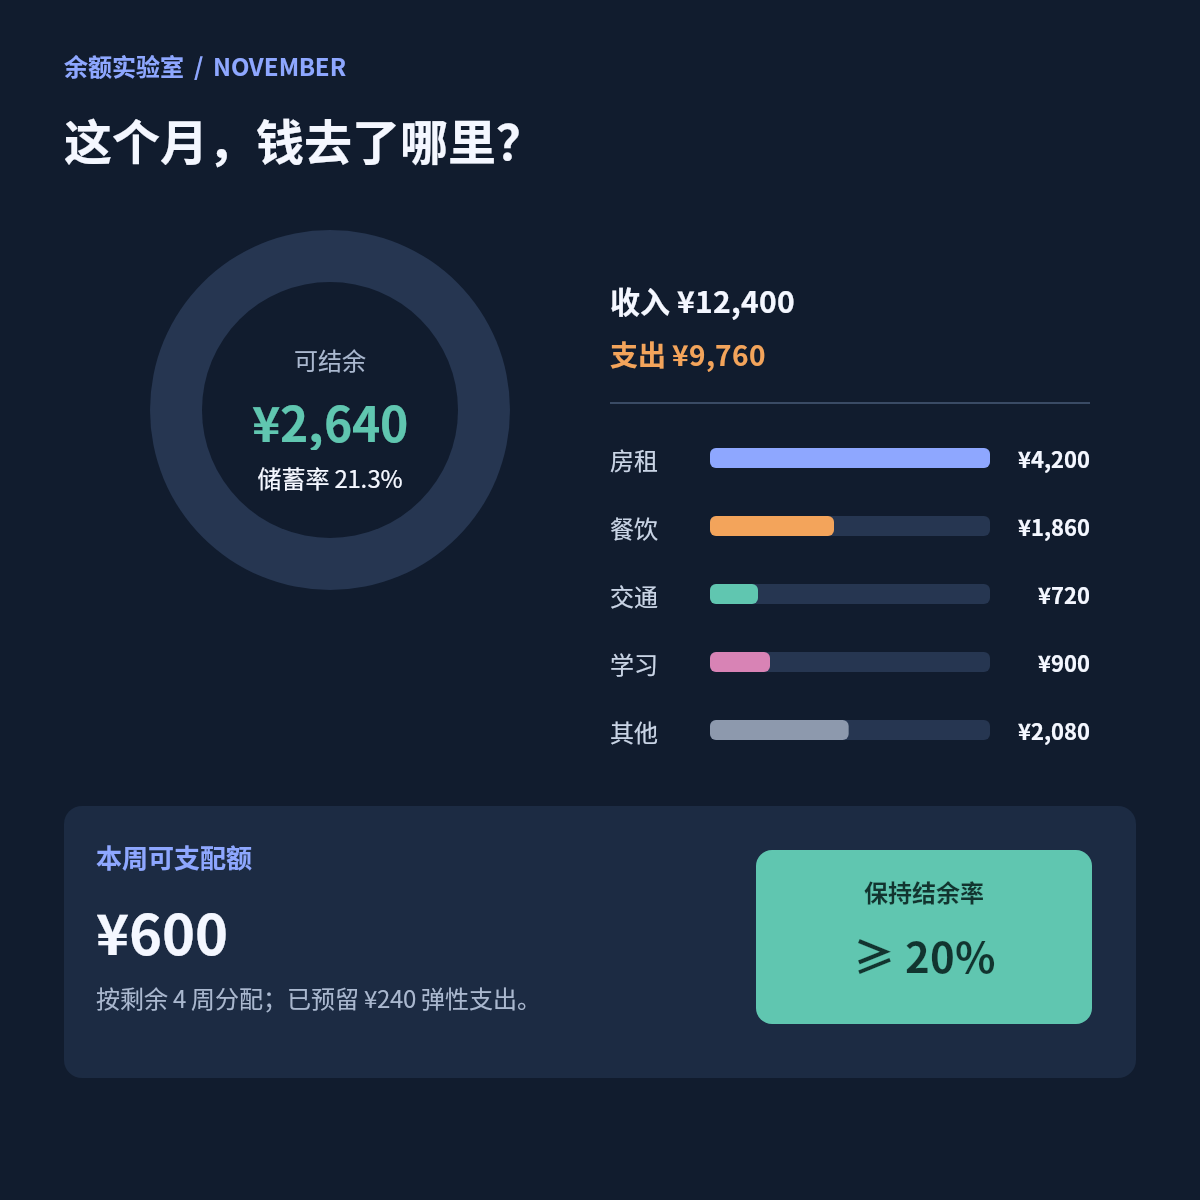 余额实验室 / NOVEMBER
这个月，钱去了哪里？
可结余
¥2,640
储蓄率 21.3%
收入 ¥12,400
支出 ¥9,760
房租 ¥4,200
餐饮 ¥1,860
交通 ¥720
学习 ¥900
其他 ¥2,080
本周可支配额
¥600
按剩余 4 周分配；已预留 ¥240 弹性支出。
保持结余率
⩾ 20%